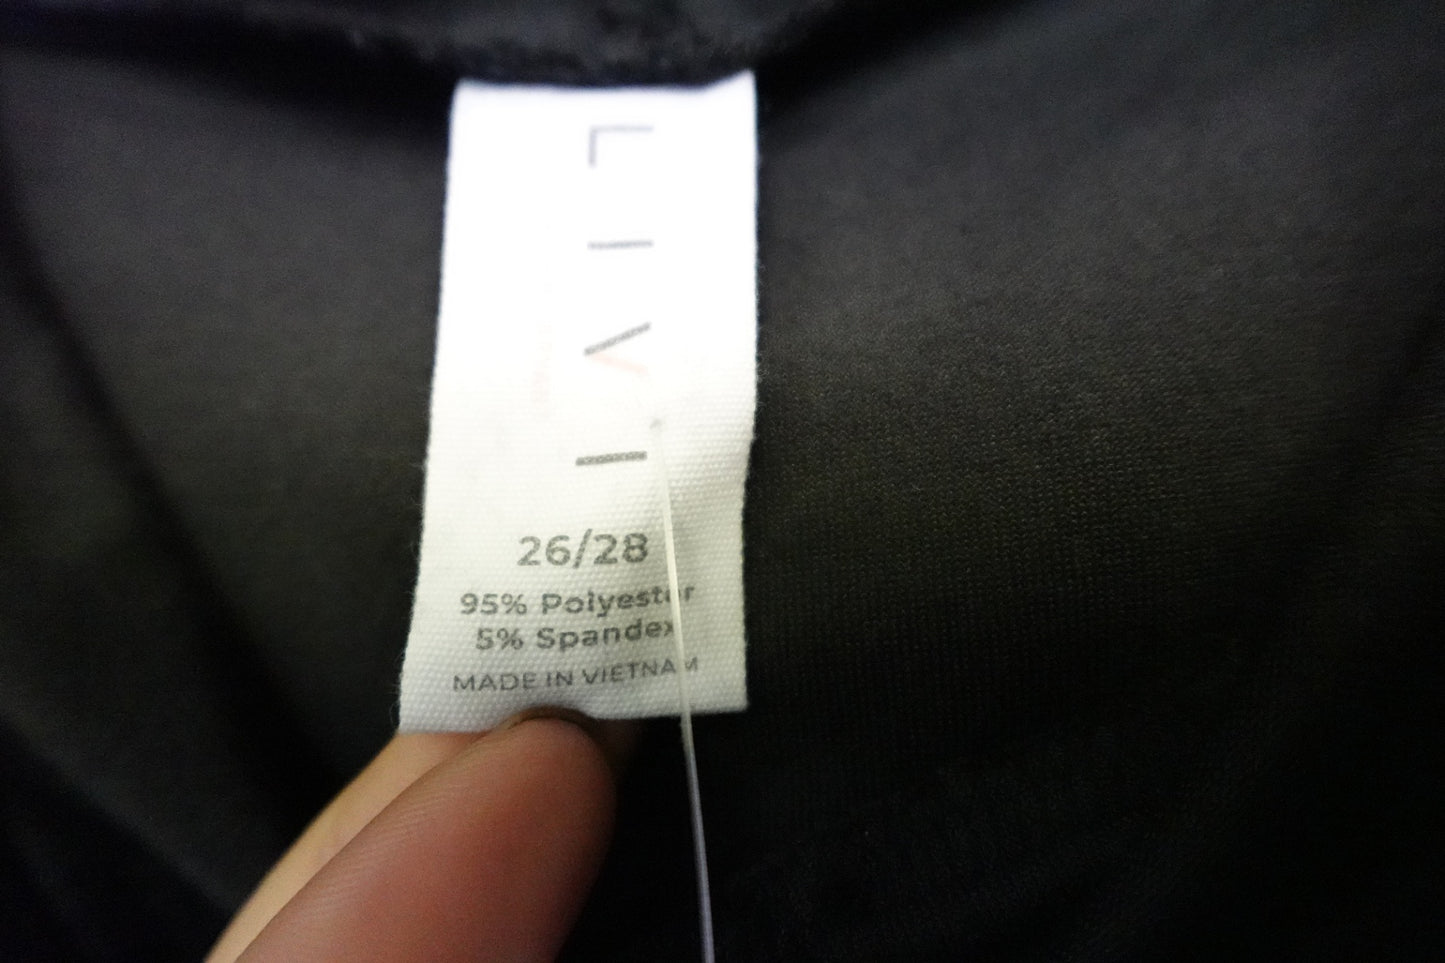 LIVI
26/28
95% Polyester
5% Spandex
MADE IN VIETNAM